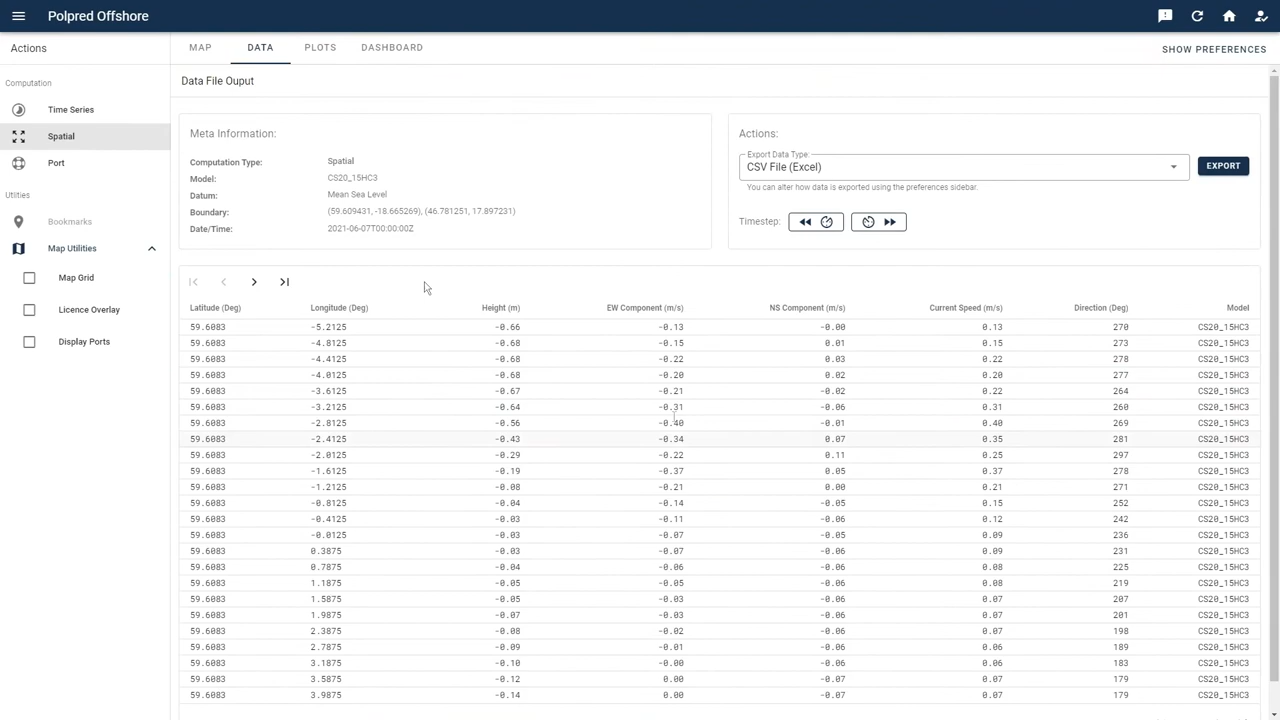 Polpred Offshore
Actions
MAP DATA PLOTS DASHBOARD
SHOW PREFERENCES
Computation
Time Series
Spatial
Port
Utlities
Bookmarks
Map Utilities
Map Grid
Licence Overlay
Display Ports
Data File Ouput
Meta Information:
Computation Type: Spatial
Model: CS20_15HC3
Datum: Mean Sea Level
Boundary: (59.609431, -18.665269), (46.781251, 17.897231)
Date/Time: 2021-06-07T00:00:00Z
Actions:
Export Data Type:
CSV File (Excel)
EXPORT
You can alter how data is exported using the preferences sidebar.
Timestep:
Latitude (Deg) Longitude (Deg) Height (m) EW Component (m/s) NS Component (m/s) Current Speed (m/s) Direction (Deg) Model
59.6083 -5.2125 -0.66 -0.13 -0.00 0.13 270 CS20_15HC3
59.6083 -4.8125 -0.68 -0.15 0.01 0.15 273 CS20_15HC3
59.6083 -4.4125 -0.68 -0.22 0.03 0.22 278 CS20_15HC3
59.6083 -4.0125 -0.68 -0.20 0.02 0.20 277 CS20_15HC3
59.6083 -3.6125 -0.67 -0.21 -0.02 0.22 264 CS20_15HC3
59.6083 -3.2125 -0.64 -0.31 -0.06 0.31 260 CS20_15HC3
59.6083 -2.8125 -0.56 -0.40 -0.01 0.40 269 CS20_15HC3
59.6083 -2.4125 -0.43 -0.34 0.07 0.35 281 CS20_15HC3
59.6083 -2.0125 -0.29 -0.22 0.11 0.25 297 CS20_15HC3
59.6083 -1.6125 -0.19 -0.37 0.05 0.37 278 CS20_15HC3
59.6083 -1.2125 -0.08 -0.21 0.00 0.21 271 CS20_15HC3
59.6083 -0.8125 -0.04 -0.14 -0.05 0.15 252 CS20_15HC3
59.6083 -0.4125 -0.03 -0.11 -0.06 0.12 242 CS20_15HC3
59.6083 -0.0125 -0.03 -0.07 -0.05 0.09 236 CS20_15HC3
59.6083 0.3875 -0.03 -0.07 -0.06 0.09 231 CS20_15HC3
59.6083 0.7875 -0.04 -0.06 -0.06 0.08 225 CS20_15HC3
59.6083 1.1875 -0.05 -0.05 -0.06 0.08 219 CS20_15HC3
59.6083 1.5875 -0.05 -0.03 -0.06 0.07 207 CS20_15HC3
59.6083 1.9875 -0.07 -0.03 -0.06 0.07 201 CS20_15HC3
59.6083 2.3875 -0.08 -0.02 -0.06 0.07 198 CS20_15HC3
59.6083 2.7875 -0.09 -0.01 -0.06 0.06 189 CS20_15HC3
59.6083 3.1875 -0.10 -0.00 -0.06 0.06 183 CS20_15HC3
59.6083 3.5875 -0.12 0.00 -0.07 0.07 179 CS20_15HC3
59.6083 3.9875 -0.14 0.00 -0.07 0.07 179 CS20_15HC3